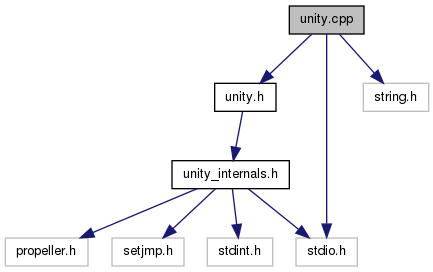 unity.cpp
unity.h
string.h
unity_internals.h
propeller.h
setjmp.h
stdint.h
stdio.h